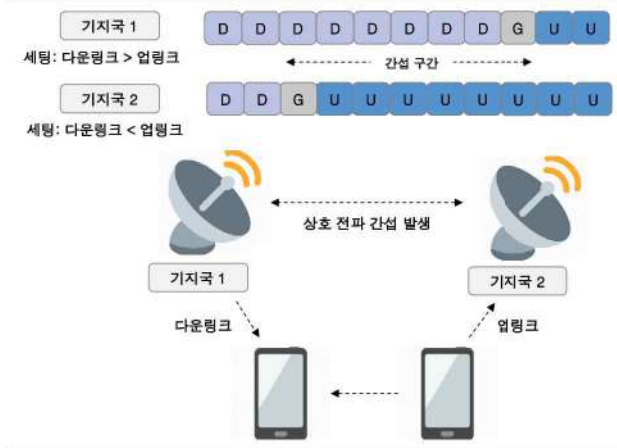 기지국 1
D D D D D D D D G U U
세팅: 다운링크 > 업링크
간섭 구간
기지국 2
D D G U U U U U U U U
세팅: 다운링크 < 업링크
상호 전파 간섭 발생
기지국 1
기지국 2
다운링크
업링크